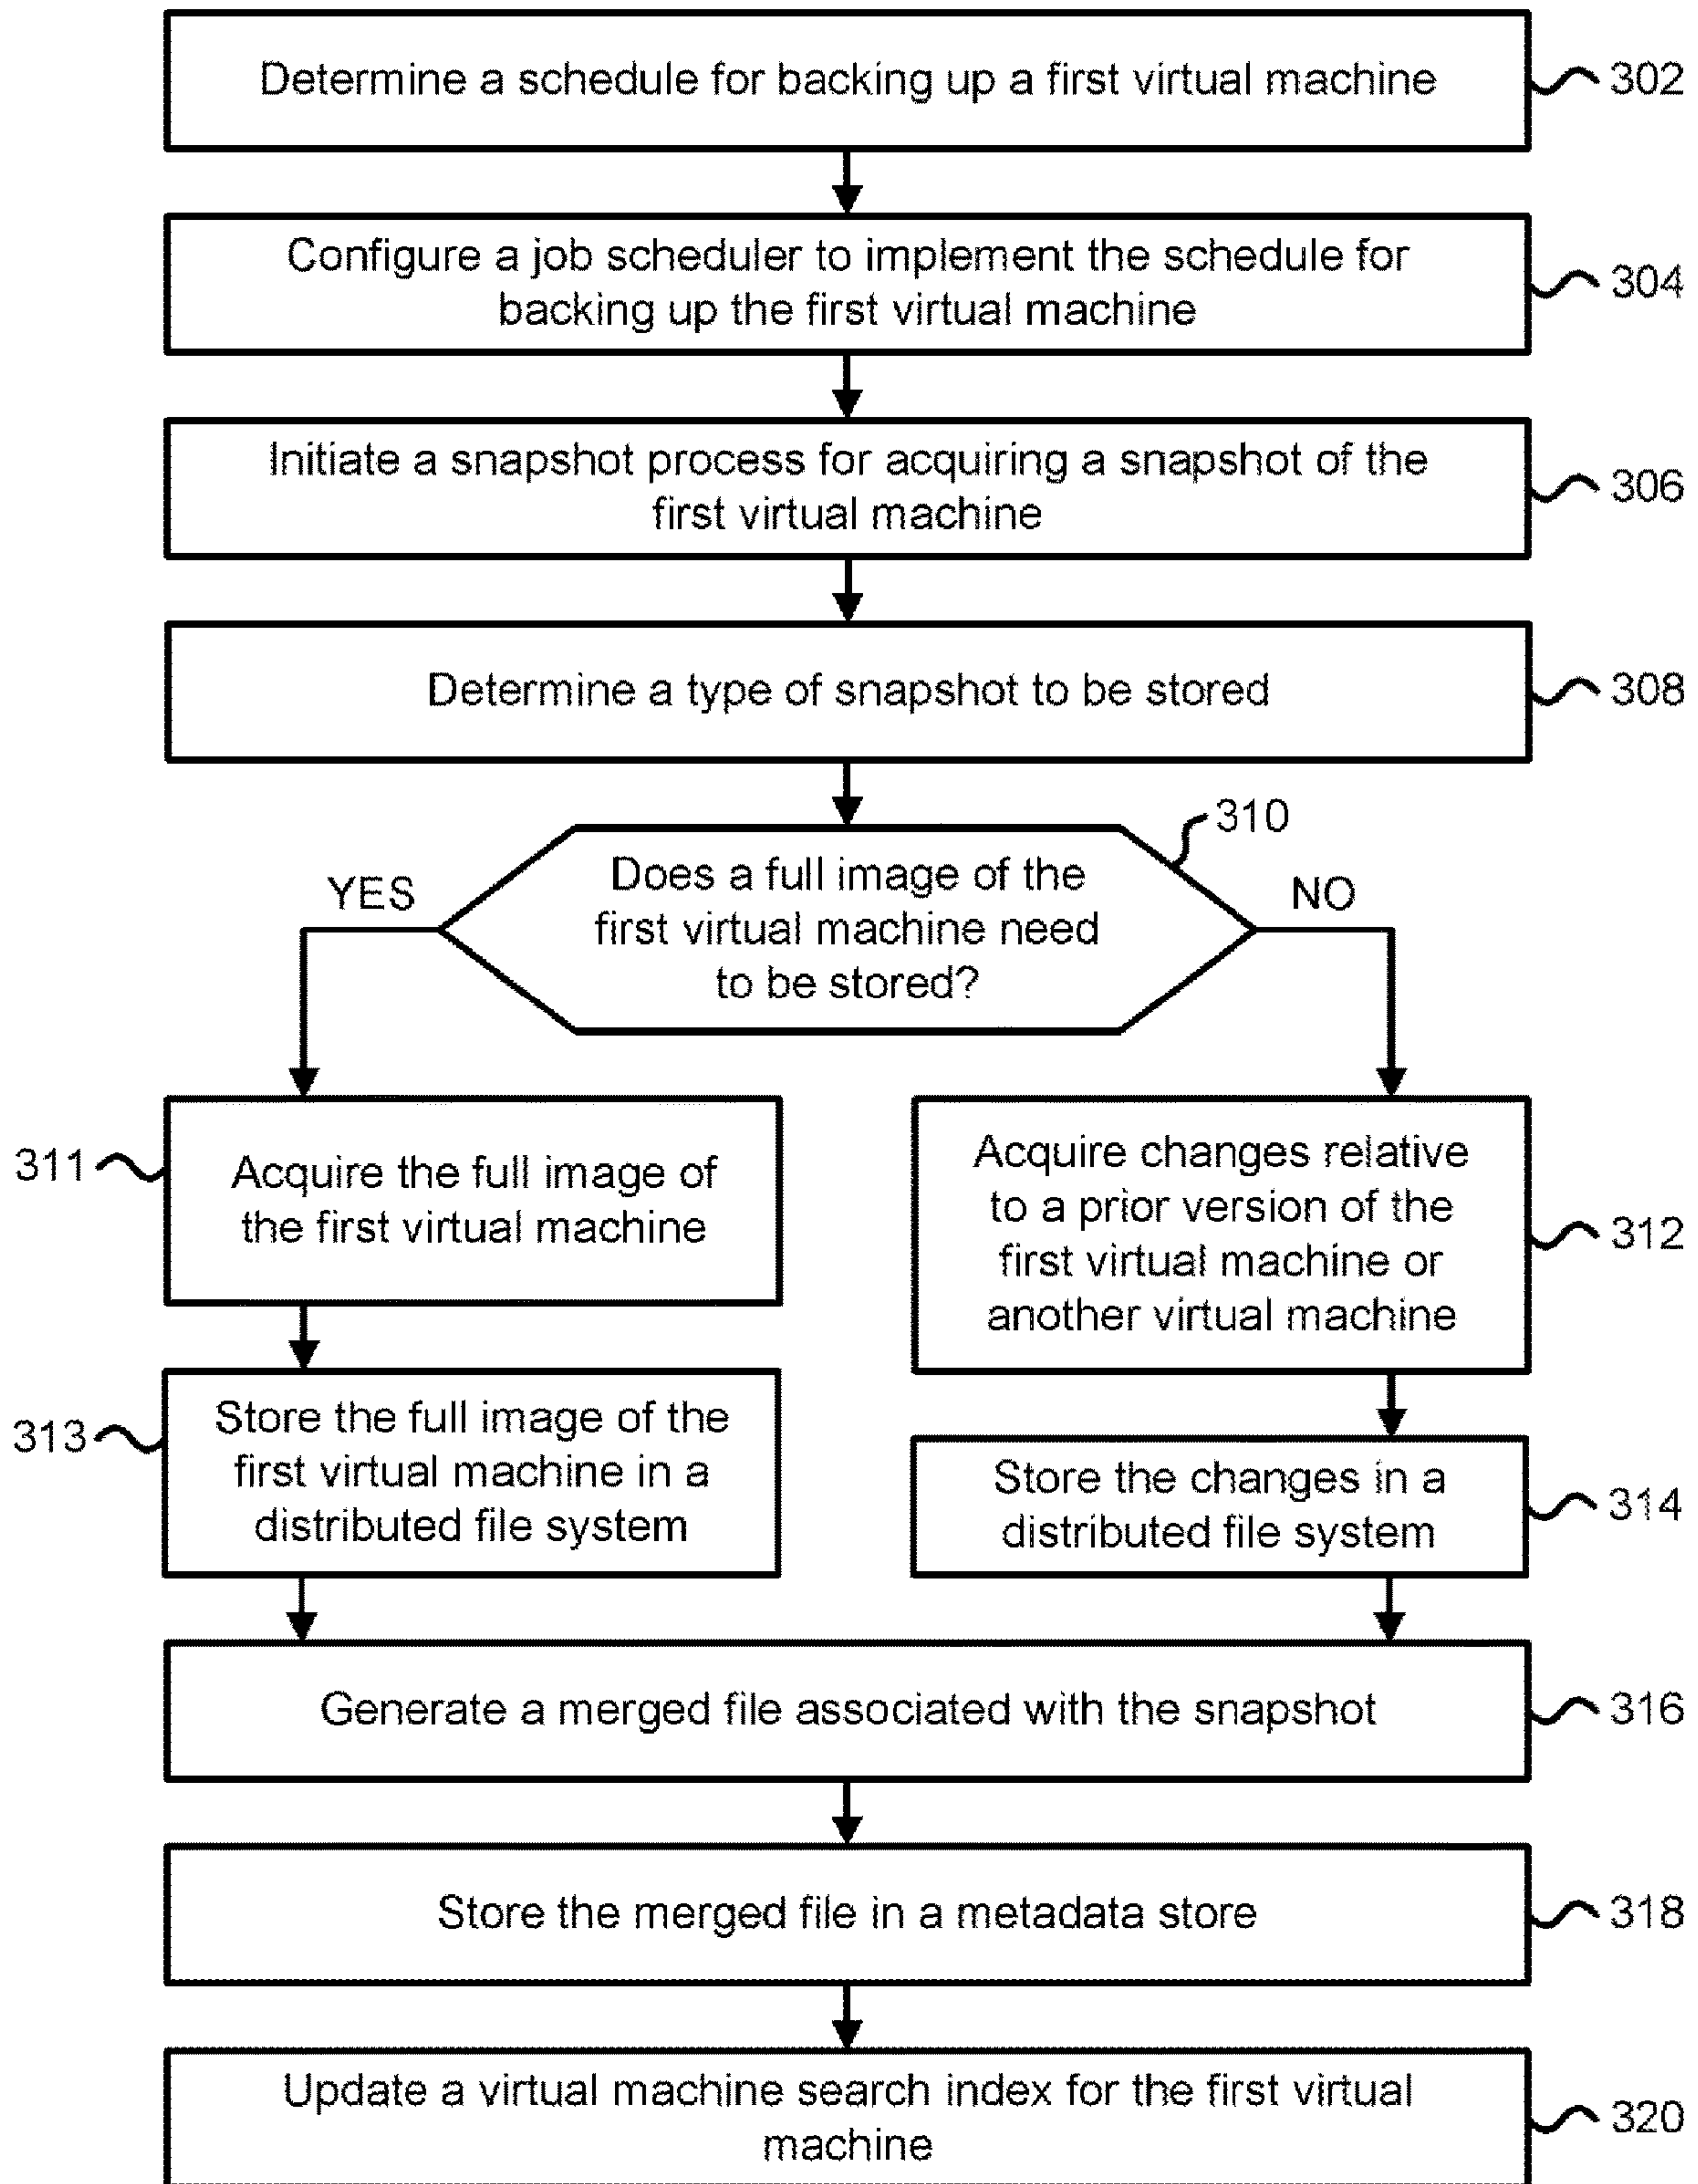 Determine a schedule for backing up a first virtual machine
302
Configure a job scheduler to implement the schedule for
backing up the first virtual machine
304
Initiate a snapshot process for acquiring a snapshot of the
first virtual machine
306
Determine a type of snapshot to be stored
308
310
Does a full image of the
first virtual machine need
to be stored?
YES
NO
311
Acquire the full image of
the first virtual machine
Acquire changes relative
to a prior version of the
first virtual machine or
another virtual machine
312
313
Store the full image of the
first virtual machine in a
distributed file system
Store the changes in a
distributed file system
314
Generate a merged file associated with the snapshot
316
Store the merged file in a metadata store
318
Update a virtual machine search index for the first virtual
machine
320